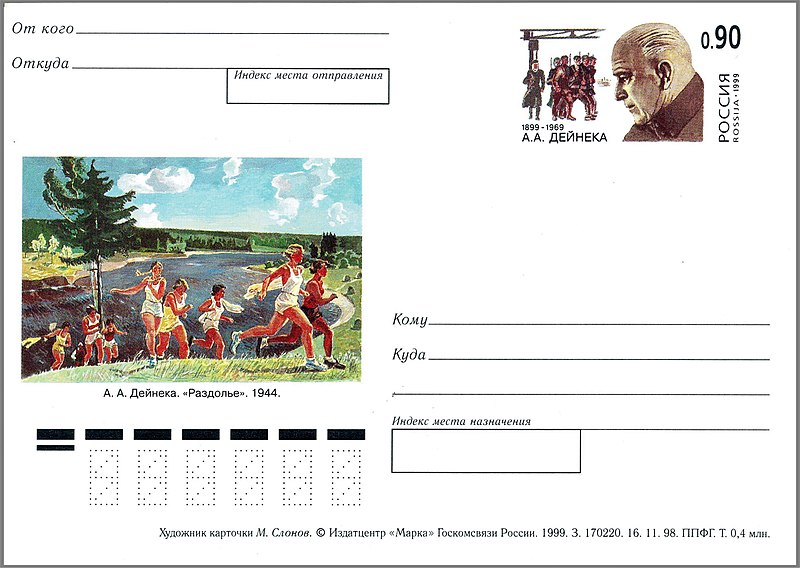 От кого
Откуда
Индекс места отправления
0.90
РОССИЯ
ROSSIJA · 1999
1899-1969
А.А. ДЕЙНЕКА
А. А. Дейнека. «Раздолье». 1944.
Кому
Куда
Индекс места назначения
Художник карточки М. Слонов. © Издатцентр «Марка» Госкомсвязи России. 1999. З. 170220. 16. 11. 98. ППФГ. Т. 0,4 млн.